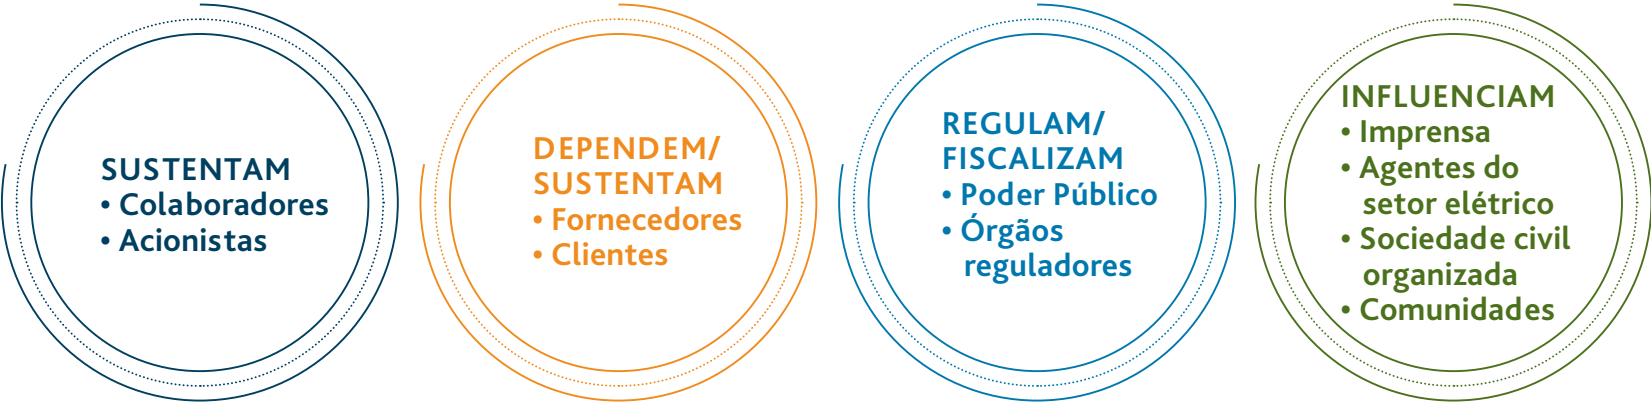 SUSTENTAM
• Colaboradores
• Acionistas
DEPENDEM/
SUSTENTAM
• Fornecedores
• Clientes
REGULAM/
FISCALIZAM
• Poder Público
• Órgãos
reguladores
INFLUENCIAM
• Imprensa
• Agentes do
setor elétrico
• Sociedade civil
organizada
• Comunidades